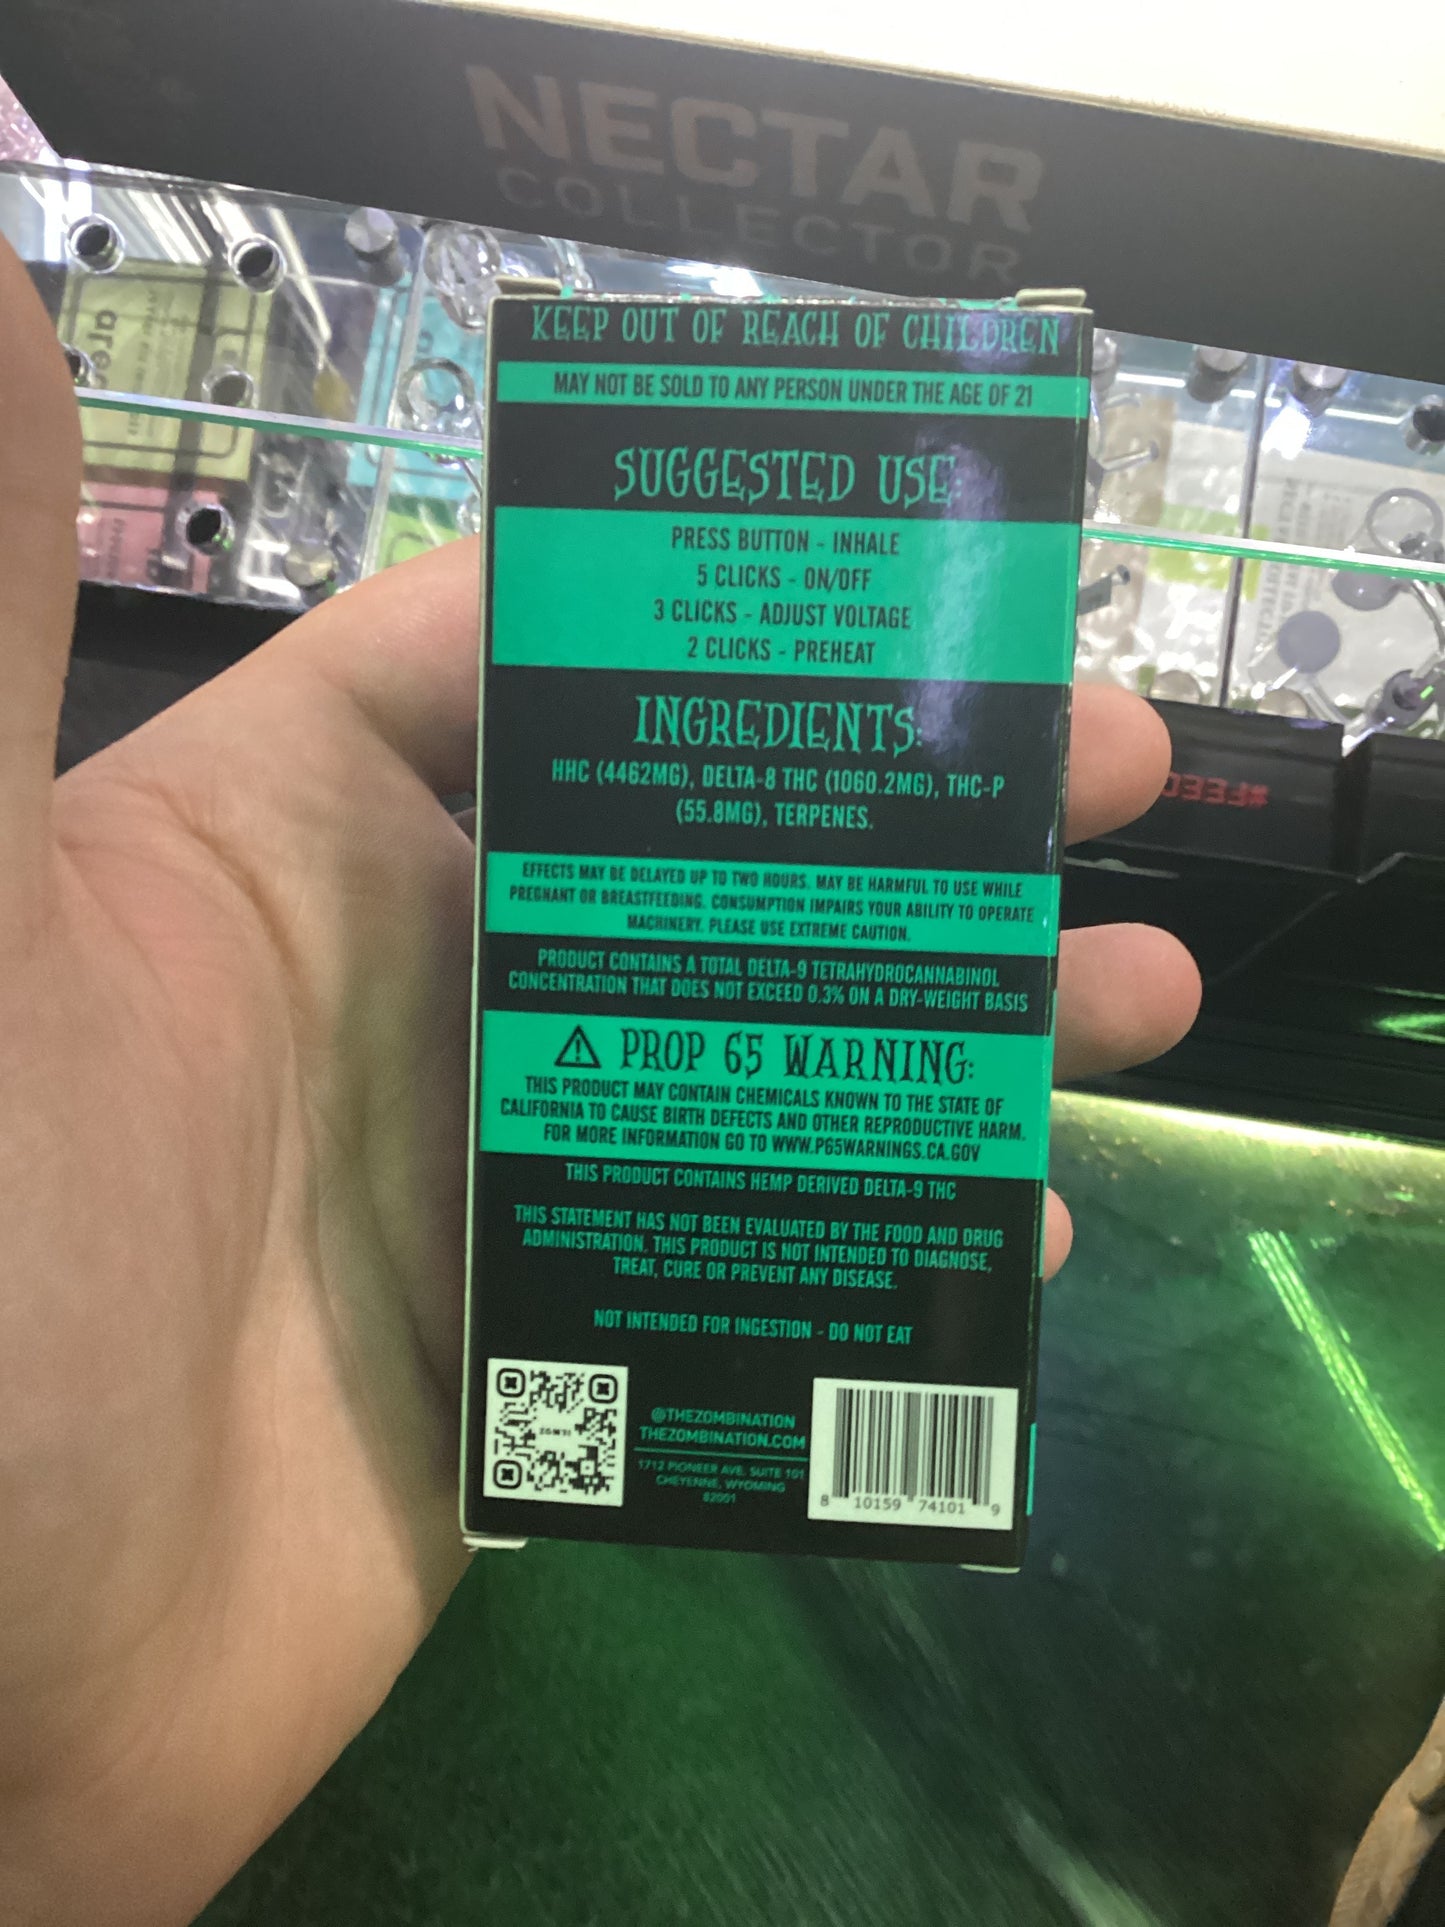 NECTAR
COLLECTOR
KEEP OUT OF REACH OF CHILDREN
MAY NOT BE SOLD TO ANY PERSON UNDER THE AGE OF 21
SUGGESTED USE:
PRESS BUTTON - INHALE
5 CLICKS - ON/OFF
3 CLICKS - ADJUST VOLTAGE
2 CLICKS - PREHEAT
INGREDIENTS:
HHC (4462MG), DELTA-8 THC (1060.2MG), THC-P
(55.8MG), TERPENES.
EFFECTS MAY BE DELAYED UP TO TWO HOURS. MAY BE HARMFUL TO USE WHILE
PREGNANT OR BREASTFEEDING. CONSUMPTION IMPAIRS YOUR ABILITY TO OPERATE
MACHINERY. PLEASE USE EXTREME CAUTION.
PRODUCT CONTAINS A TOTAL DELTA-9 TETRAHYDROCANNABINOL
CONCENTRATION THAT DOES NOT EXCEED 0.3% ON A DRY-WEIGHT BASIS
PROP 65 WARNING:
THIS PRODUCT MAY CONTAIN CHEMICALS KNOWN TO THE STATE OF
CALIFORNIA TO CAUSE BIRTH DEFECTS AND OTHER REPRODUCTIVE HARM.
FOR MORE INFORMATION GO TO WWW.P65WARNINGS.CA.GOV
THIS PRODUCT CONTAINS HEMP DERIVED DELTA-9 THC
THIS STATEMENT HAS NOT BEEN EVALUATED BY THE FOOD AND DRUG
ADMINISTRATION. THIS PRODUCT IS NOT INTENDED TO DIAGNOSE,
TREAT, CURE OR PREVENT ANY DISEASE.
NOT INTENDED FOR INGESTION - DO NOT EAT
@THEZOMBINATION
THEZOMBINATION.COM
1712 PIONEER AVE. SUITE 101
CHEYENNE, WYOMING
82001
8 10159 74101 9